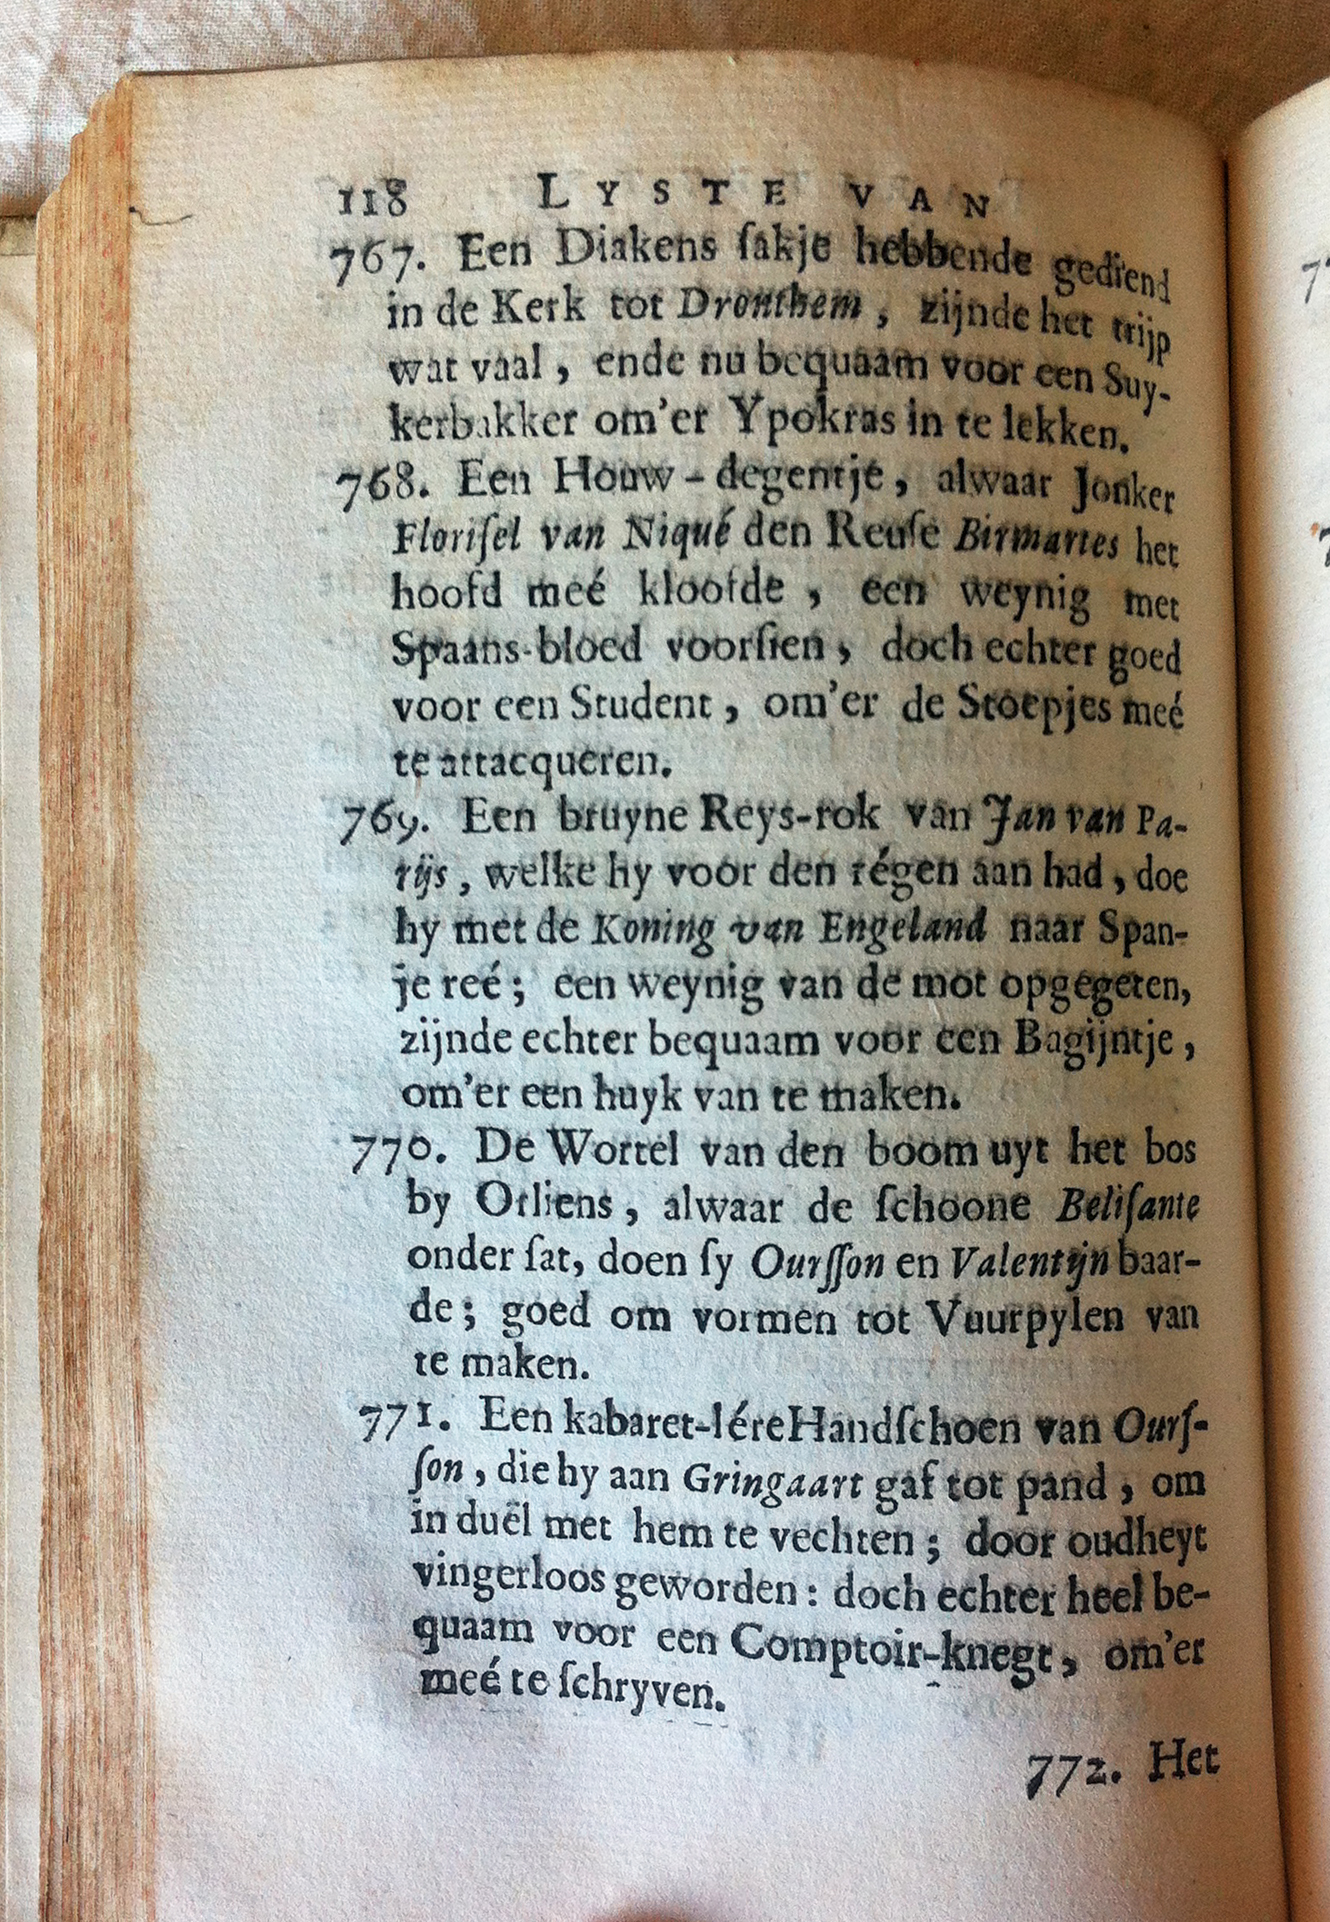 118 LYSTE VAN
767. Een Diakens ſakje hebbende gediend
in de Kerk tot Dronthem, zijnde het trijp
wat vaal, ende nu bequaam voor een Suy-
kerbakker om'er Ypokras in te lekken.
768. Een Houw-degentje, alwaar Jonker
Floriſel van Niqué den Reuſe Birmartes het
hoofd meé kloofde, een weynig met
Spaans-bloed voorſien, doch echter goed
voor een Student, om'er de Stoepjes meé
te attacqueren.
769. Een bruyne Reys-rok van Jan van Pa-
rijs, welke hy voor den régen aan had, doe
hy met de Koning van Engeland naar Span-
je reé; een weynig van de mot opgegeten,
zijnde echter bequaam voor een Bagijntje,
om'er een huyk van te maken.
770. De Wortel van den boom uyt het bos
by Orliens, alwaar de ſchoone Beliſante
onder ſat, doen ſy Ourſſon en Valentijn baar-
de; goed om vormen tot Vuurpylen van
te maken.
771. Een kabaret-lére Handſchoen van Ourſ-
ſon, die hy aan Gringaart gaf tot pand, om
in duël met hem te vechten; door oudheyt
vingerloos geworden: doch echter heel be-
quaam voor een Comptoir-knegt, om'er
meé te ſchryven.
772. Het